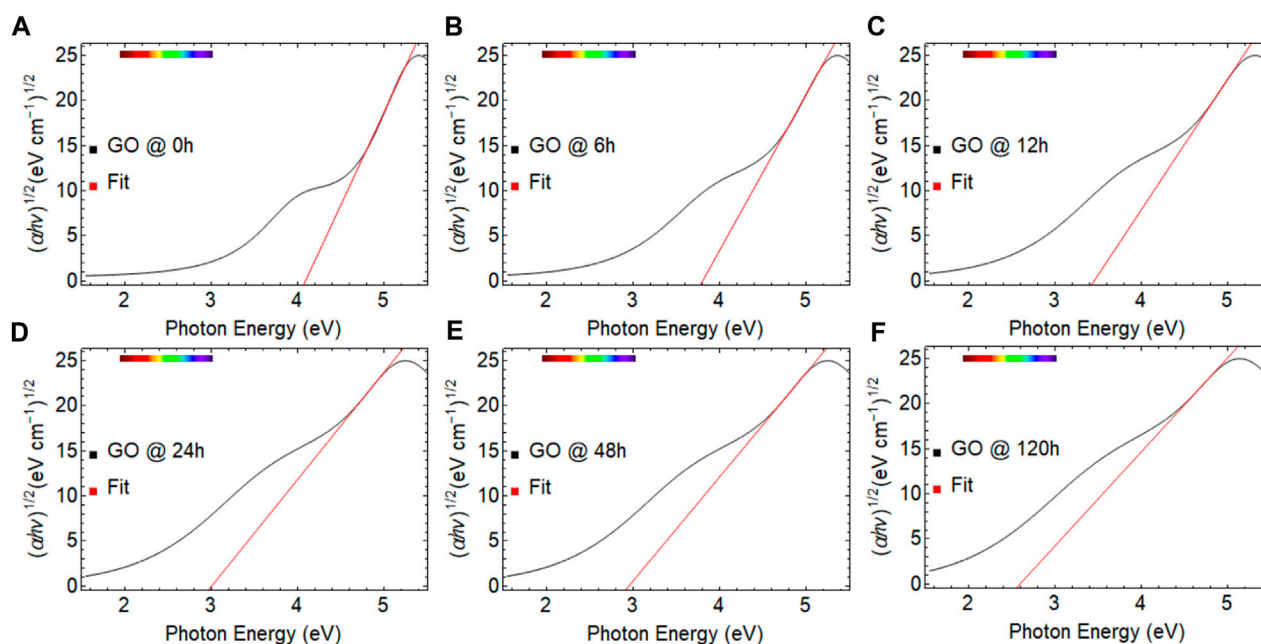 A
25
20
15
10
5
0
(αhν)^1/2(eV cm⁻¹)^1/2
GO @ 0h
Fit
2 3 4 5
Photon Energy (eV)
B
25
20
15
10
5
0
(αhν)^1/2(eV cm⁻¹)^1/2
GO @ 6h
Fit
2 3 4 5
Photon Energy (eV)
C
25
20
15
10
5
0
(αhν)^1/2(eV cm⁻¹)^1/2
GO @ 12h
Fit
2 3 4 5
Photon Energy (eV)
D
25
20
15
10
5
0
(αhν)^1/2(eV cm⁻¹)^1/2
GO @ 24h
Fit
2 3 4 5
Photon Energy (eV)
E
25
20
15
10
5
0
(αhν)^1/2(eV cm⁻¹)^1/2
GO @ 48h
Fit
2 3 4 5
Photon Energy (eV)
F
25
20
15
10
5
0
(αhν)^1/2(eV cm⁻¹)^1/2
GO @ 120h
Fit
2 3 4 5
Photon Energy (eV)